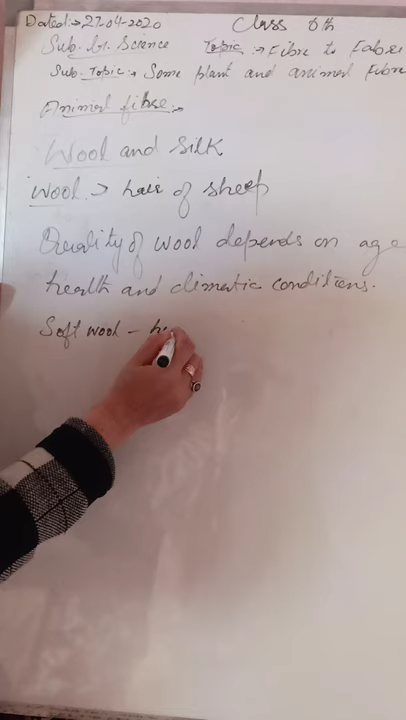 Dated:→27-04-2020 Class 6th
Sub. Gr. Science Topic:→Fibre to Fabric
Sub-Topic:→ Some plant and animal Fibre
Animal fibre:→
Wool and Silk
Wool → hair of sheep
Quality of wool depends on age
health and climatic conditions.
Soft wool - h